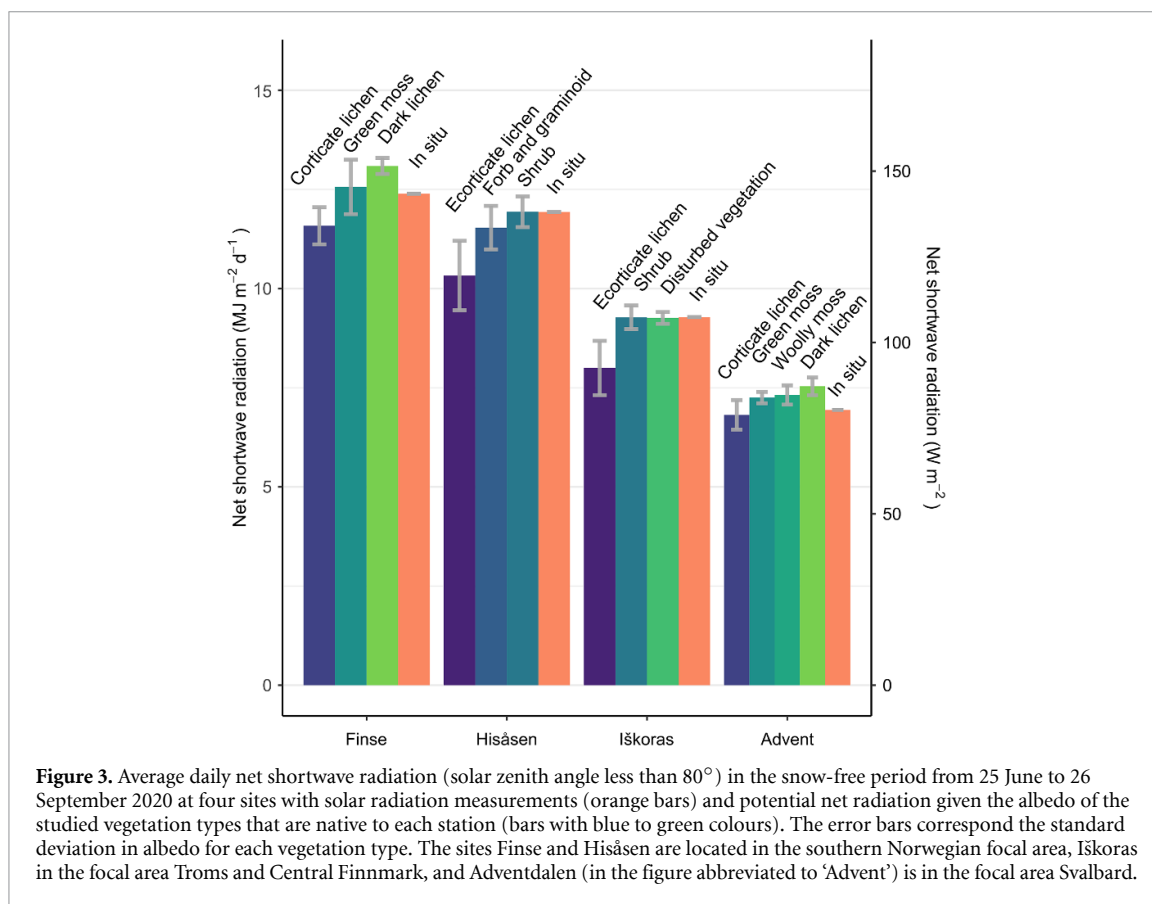 Net shortwave radiation (MJ m⁻² d⁻¹)
15
10
5
0
Corticate lichen
Green moss
Dark lichen
In situ
Ecorticate lichen
Forb and graminoid
Shrub
In situ
Ecorticate lichen
Shrub
Disturbed vegetation
In situ
Corticate lichen
Green moss
Woolly moss
Dark lichen
In situ
150
100
50
0
Net shortwave radiation (W m⁻²)
Finse
Hisåsen
Iškoras
Advent
Figure 3. Average daily net shortwave radiation (solar zenith angle less than 80°) in the snow-free period from 25 June to 26
September 2020 at four sites with solar radiation measurements (orange bars) and potential net radiation given the albedo of the
studied vegetation types that are native to each station (bars with blue to green colours). The error bars correspond the standard
deviation in albedo for each vegetation type. The sites Finse and Hisåsen are located in the southern Norwegian focal area, Iškoras
in the focal area Troms and Central Finnmark, and Adventdalen (in the figure abbreviated to ‘Advent’) is in the focal area Svalbard.